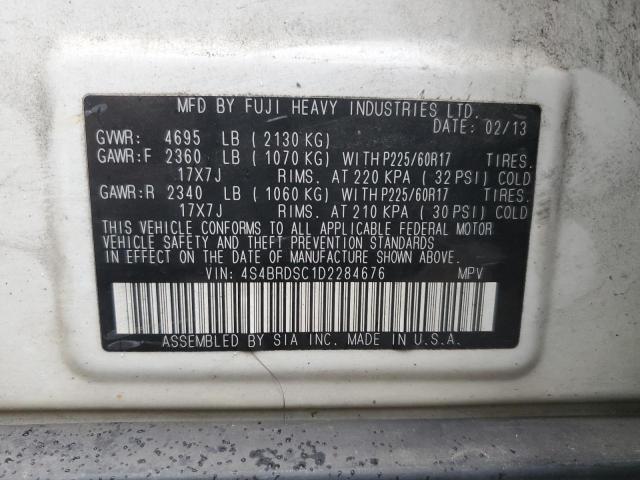 MFD BY FUJI HEAVY INDUSTRIES LTD.
DATE: 02/13
GVWR: 4695 LB ( 2130 KG)
GAWR:F 2360 LB ( 1070 KG) WITH P225/60R17 TIRES.
17X7J RIMS. AT 220 KPA ( 32 PSI) COLD
GAWR:R 2340 LB ( 1060 KG) WITH P225/60R17 TIRES.
17X7J RIMS. AT 210 KPA ( 30 PSI) COLD
THIS VEHICLE CONFORMS TO ALL APPLICABLE FEDERAL MOTOR
VEHICLE SAFETY AND THEFT PREVENTION STANDARDS
IN EFFECT ON THE DATE OF MANUFACTURE SHOWN ABOVE.
VIN: 4S4BRDSC1D2284676 MPV
ASSEMBLED BY SIA INC. MADE IN U.S.A.